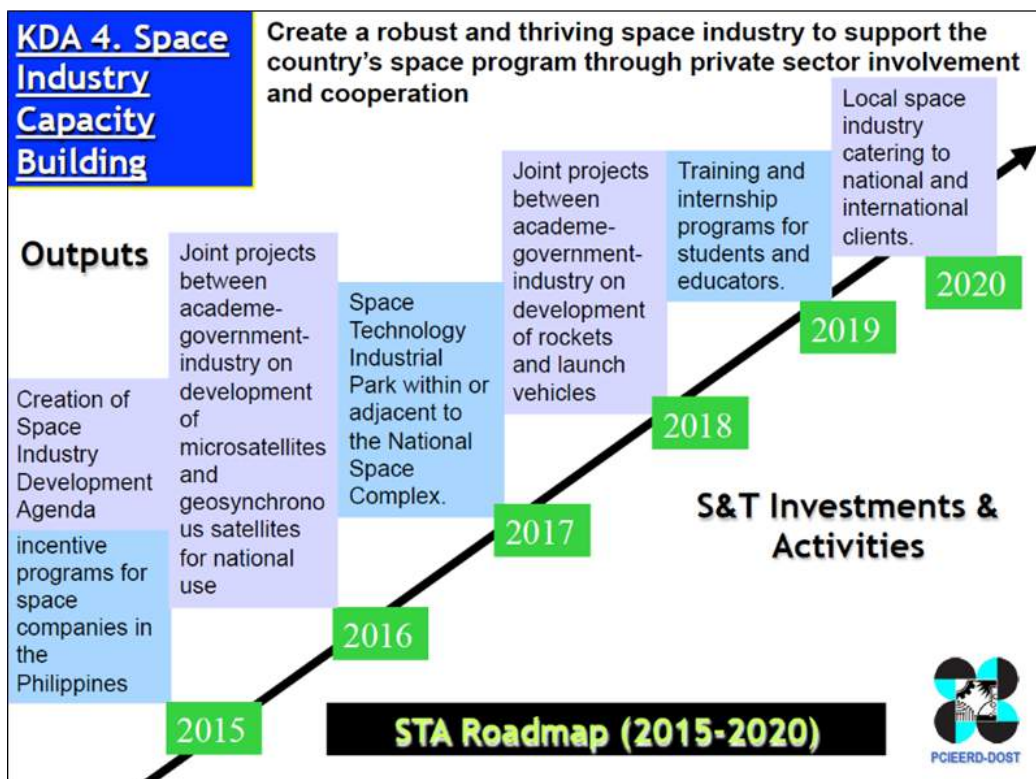 KDA 4. Space
Industry
Capacity
Building
Create a robust and thriving space industry to support the
country's space program through private sector involvement
and cooperation
Outputs
Creation of
Space
Industry
Development
Agenda
incentive
programs for
space
companies in
the
Philippines
2015
Joint projects
between
academe-
government-
industry on
development
of
microsatellites
and
geosynchrono
us satellites
for national
use
2016
Space
Technology
Industrial
Park within or
adjacent to
the National
Space
Complex.
2017
Joint projects
between
academe-
government-
industry on
development
of rockets
and launch
vehicles
2018
Training and
internship
programs for
students and
educators.
2019
Local space
industry
catering to
national and
international
clients.
2020
S&T Investments &
Activities
STA Roadmap (2015-2020)
PCIEERD-DOST